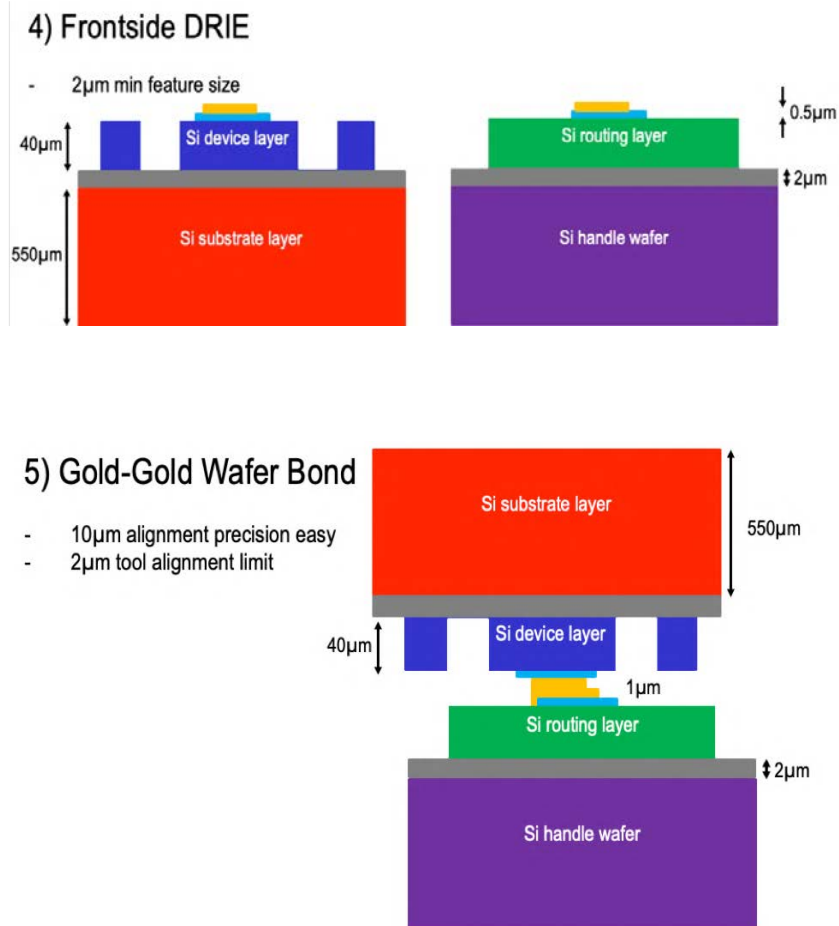 4) Frontside DRIE
- 2µm min feature size
40µm
Si device layer
550µm
Si substrate layer
Si routing layer
0.5µm
2µm
Si handle wafer
5) Gold-Gold Wafer Bond
- 10µm alignment precision easy
- 2µm tool alignment limit
Si substrate layer
550µm
40µm
Si device layer
1µm
Si routing layer
2µm
Si handle wafer